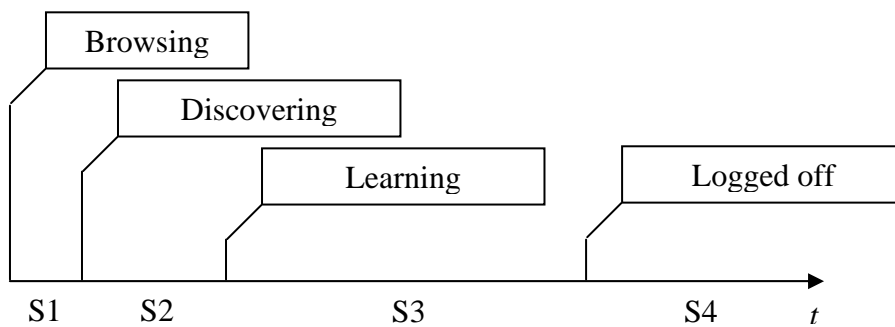 Browsing
Discovering
Learning
Logged off
S1 S2 S3 S4 t